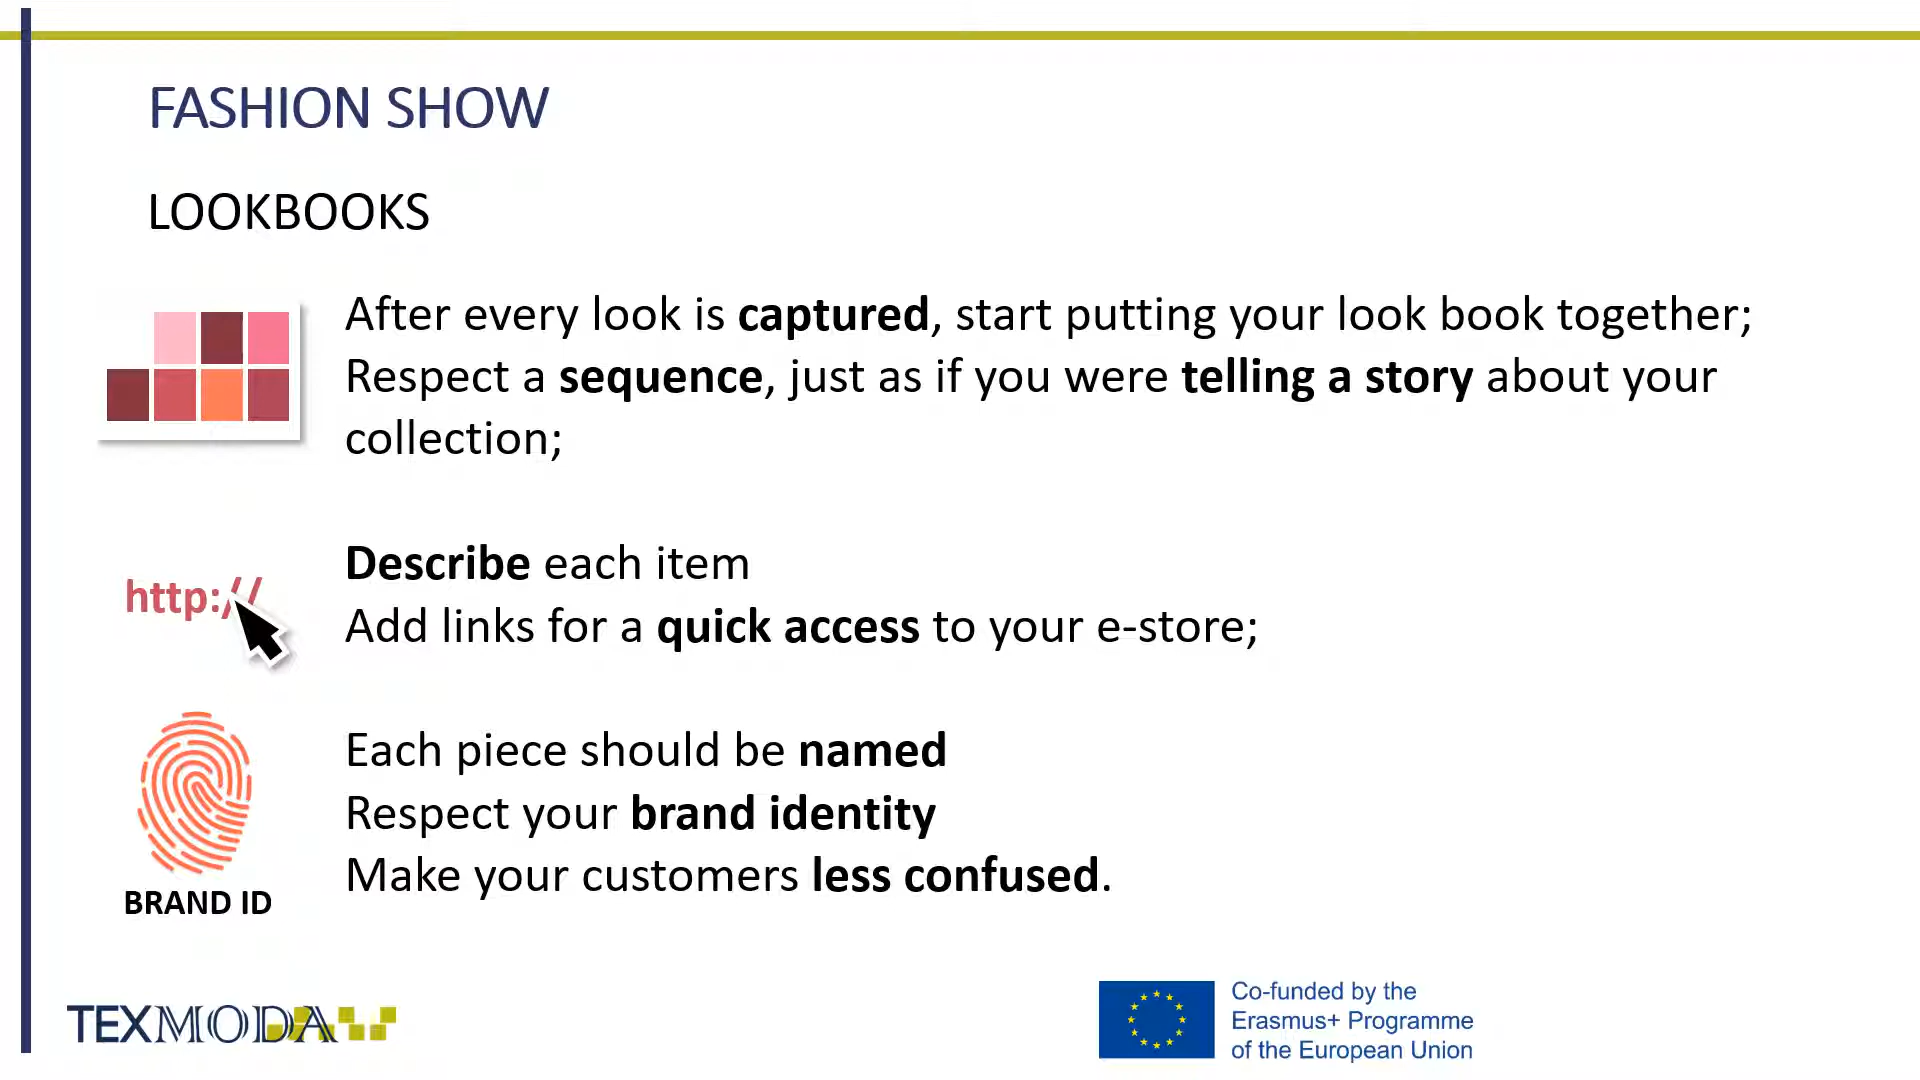 FASHION SHOW
LOOKBOOKS
After every look is captured, start putting your look book together;
Respect a sequence, just as if you were telling a story about your
collection;
http://
Describe each item
Add links for a quick access to your e-store;
Each piece should be named
Respect your brand identity
Make your customers less confused.
BRAND ID
TEXMODA
Co-funded by the
Erasmus+ Programme
of the European Union